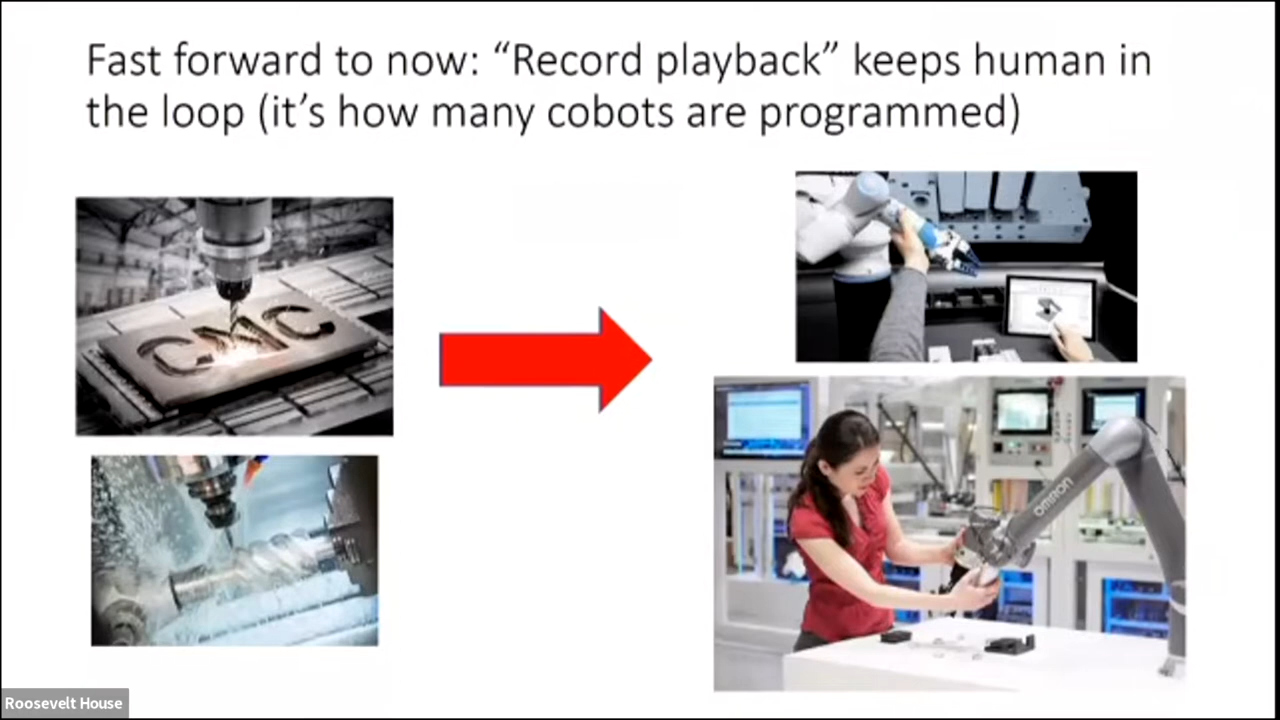 Fast forward to now: “Record playback” keeps human in
the loop (it’s how many cobots are programmed)
CMC
OMRON
Roosevelt House